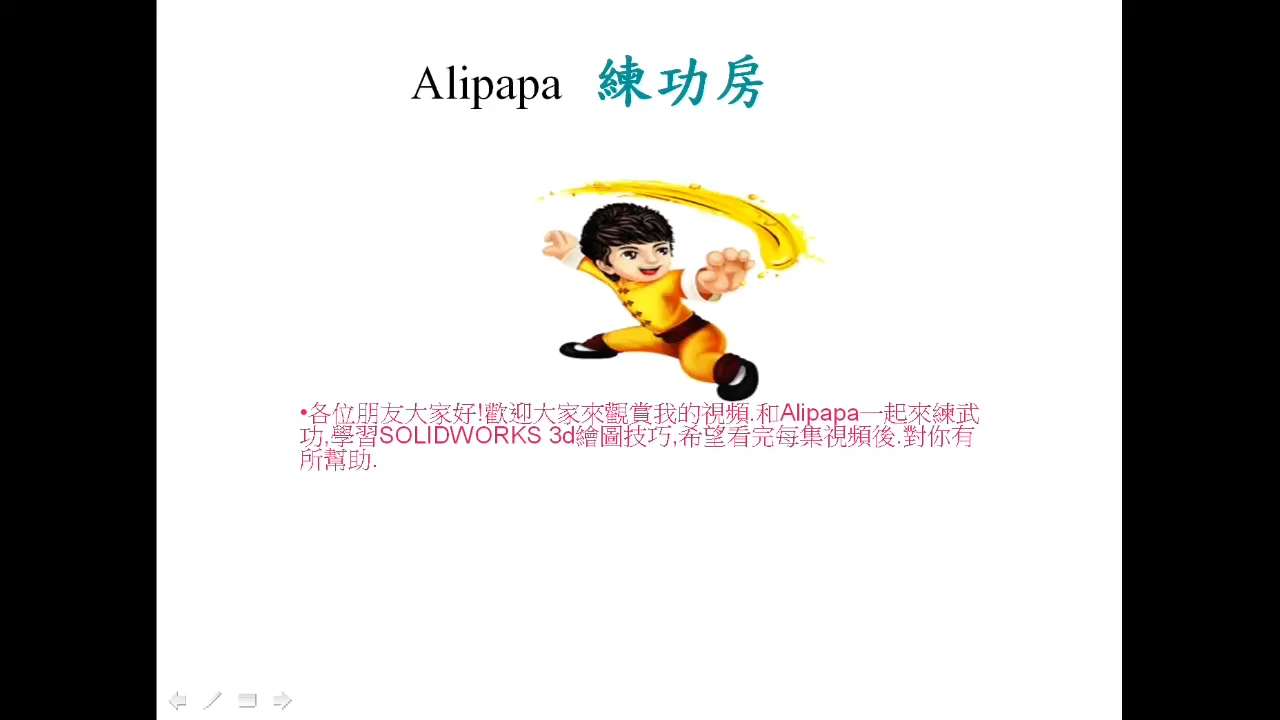 Alipapa 練功房
•各位朋友大家好!歡迎大家來觀賞我的視頻.和Alipapa一起來練武
功,學習SOLIDWORKS 3d繪圖技巧,希望看完每集視頻後.對你有
所幫助.